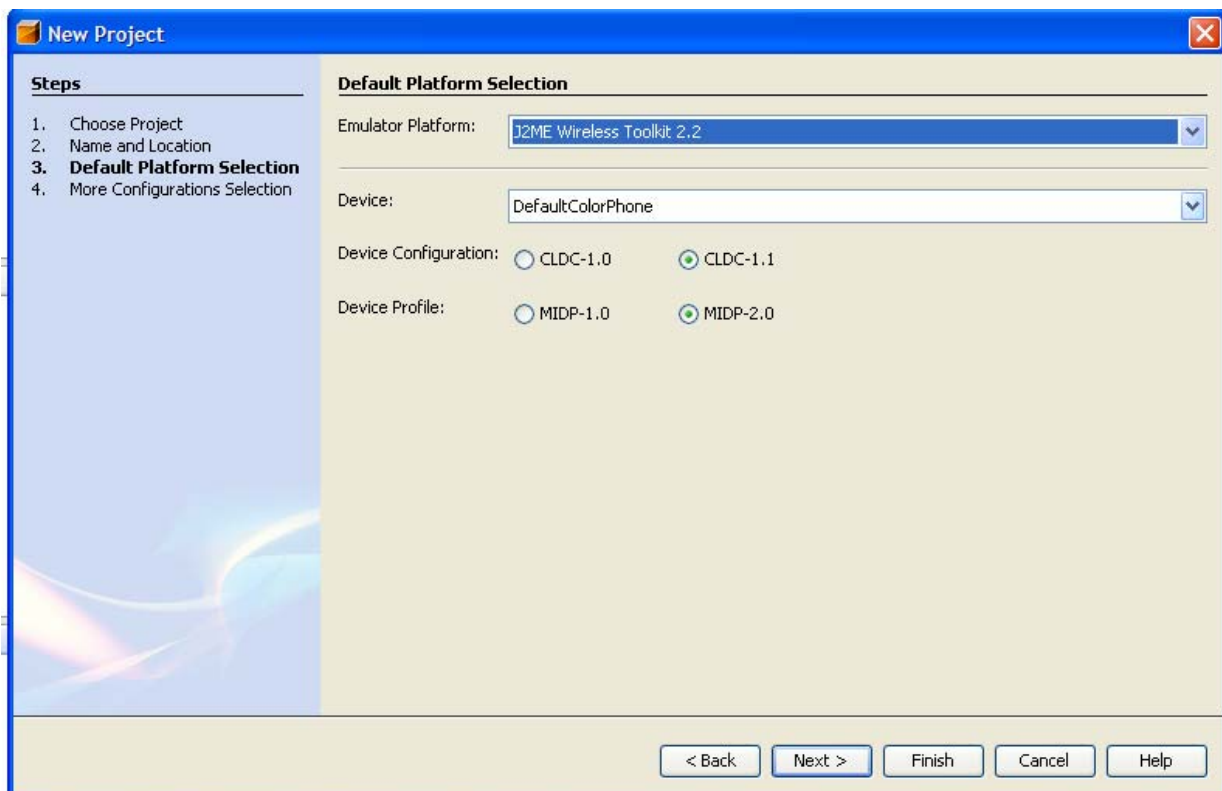 New Project
Steps
1. Choose Project
2. Name and Location
3. Default Platform Selection
4. More Configurations Selection
Default Platform Selection
Emulator Platform: J2ME Wireless Toolkit 2.2
Device: DefaultColorPhone
Device Configuration: CLDC-1.0 CLDC-1.1
Device Profile: MIDP-1.0 MIDP-2.0
< Back Next > Finish Cancel Help